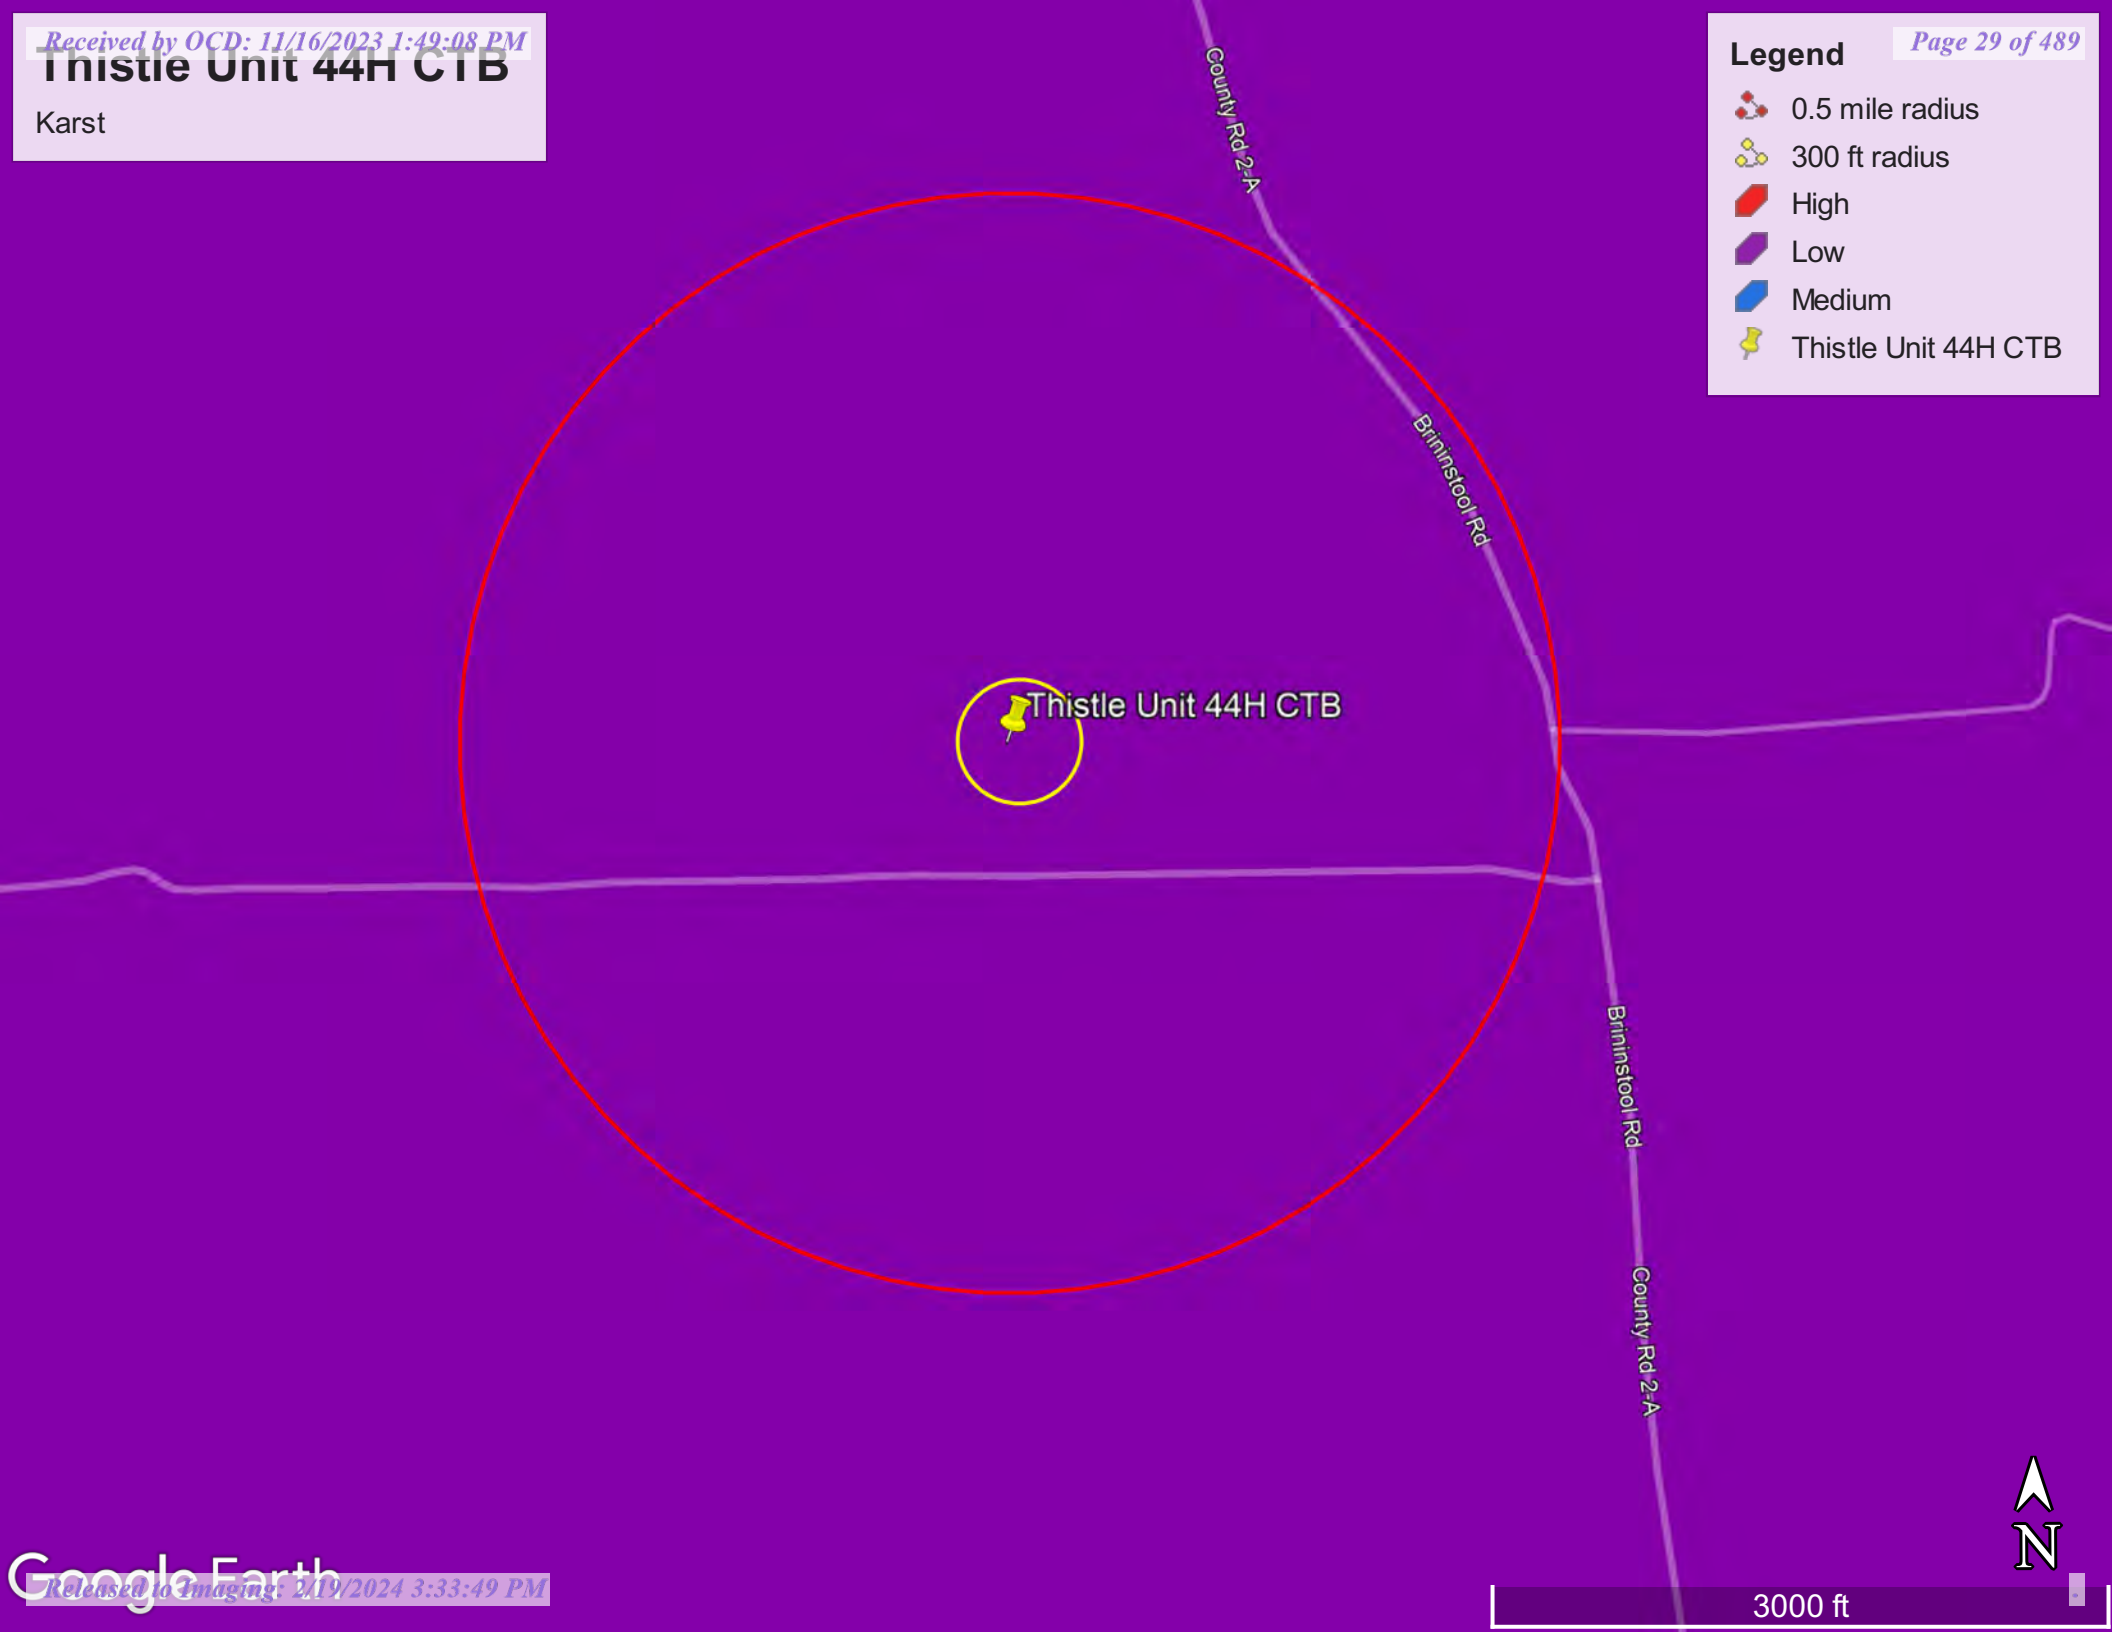 Received by OCD: 11/16/2023 1:49:08 PM
Page 29 of 489
Thistle Unit 44H CTB
Karst
Legend
0.5 mile radius
300 ft radius
High
Low
Medium
Thistle Unit 44H CTB
County Rd 2-A
Brininstool Rd
Thistle Unit 44H CTB
Brininstool Rd
County Rd 2-A
N
Google Earth
Released to Imaging: 2/19/2024 3:33:49 PM
3000 ft